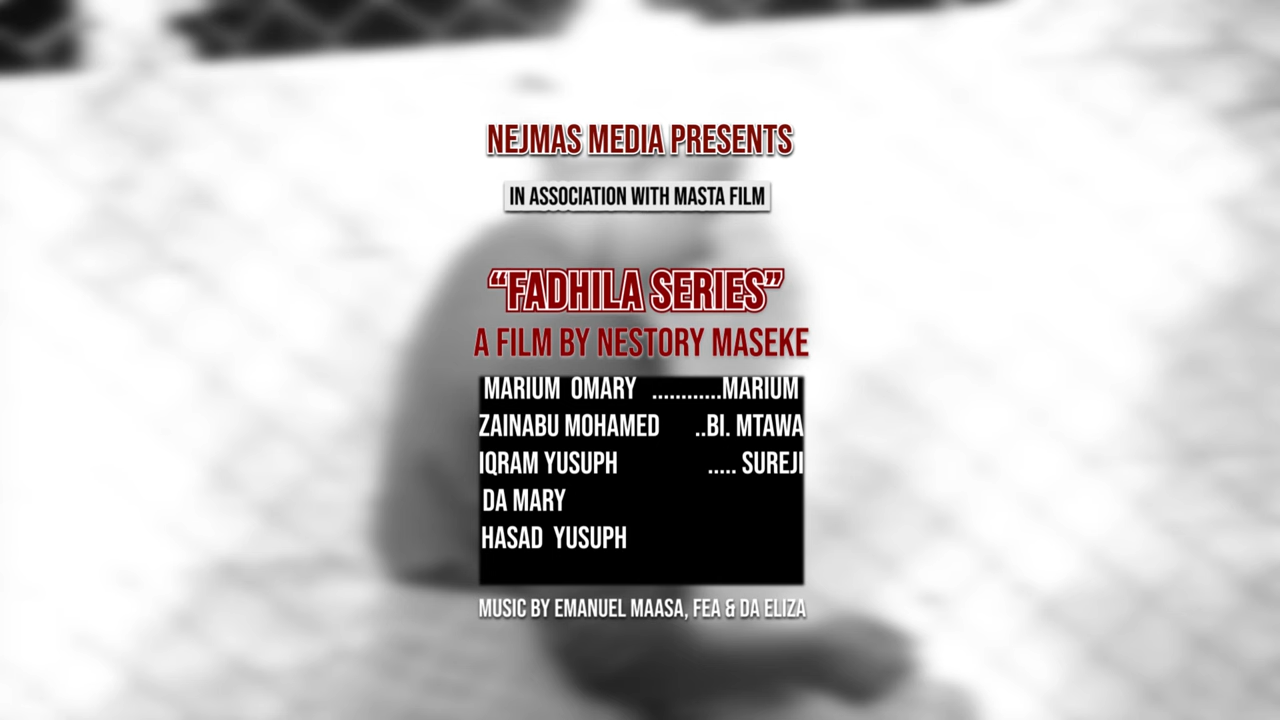 NEJMAS MEDIA PRESENTS
IN ASSOCIATION WITH MASTA FILM
“FADHILA SERIES”
A FILM BY NESTORY MASEKE
MARIUM OMARY ............MARIUM
ZAINABU MOHAMED ..BI. MTAWA
IQRAM YUSUPH ..... SUREJI
DA MARY
HASAD YUSUPH
MUSIC BY EMANUEL MAASA, FEA & DA ELIZA